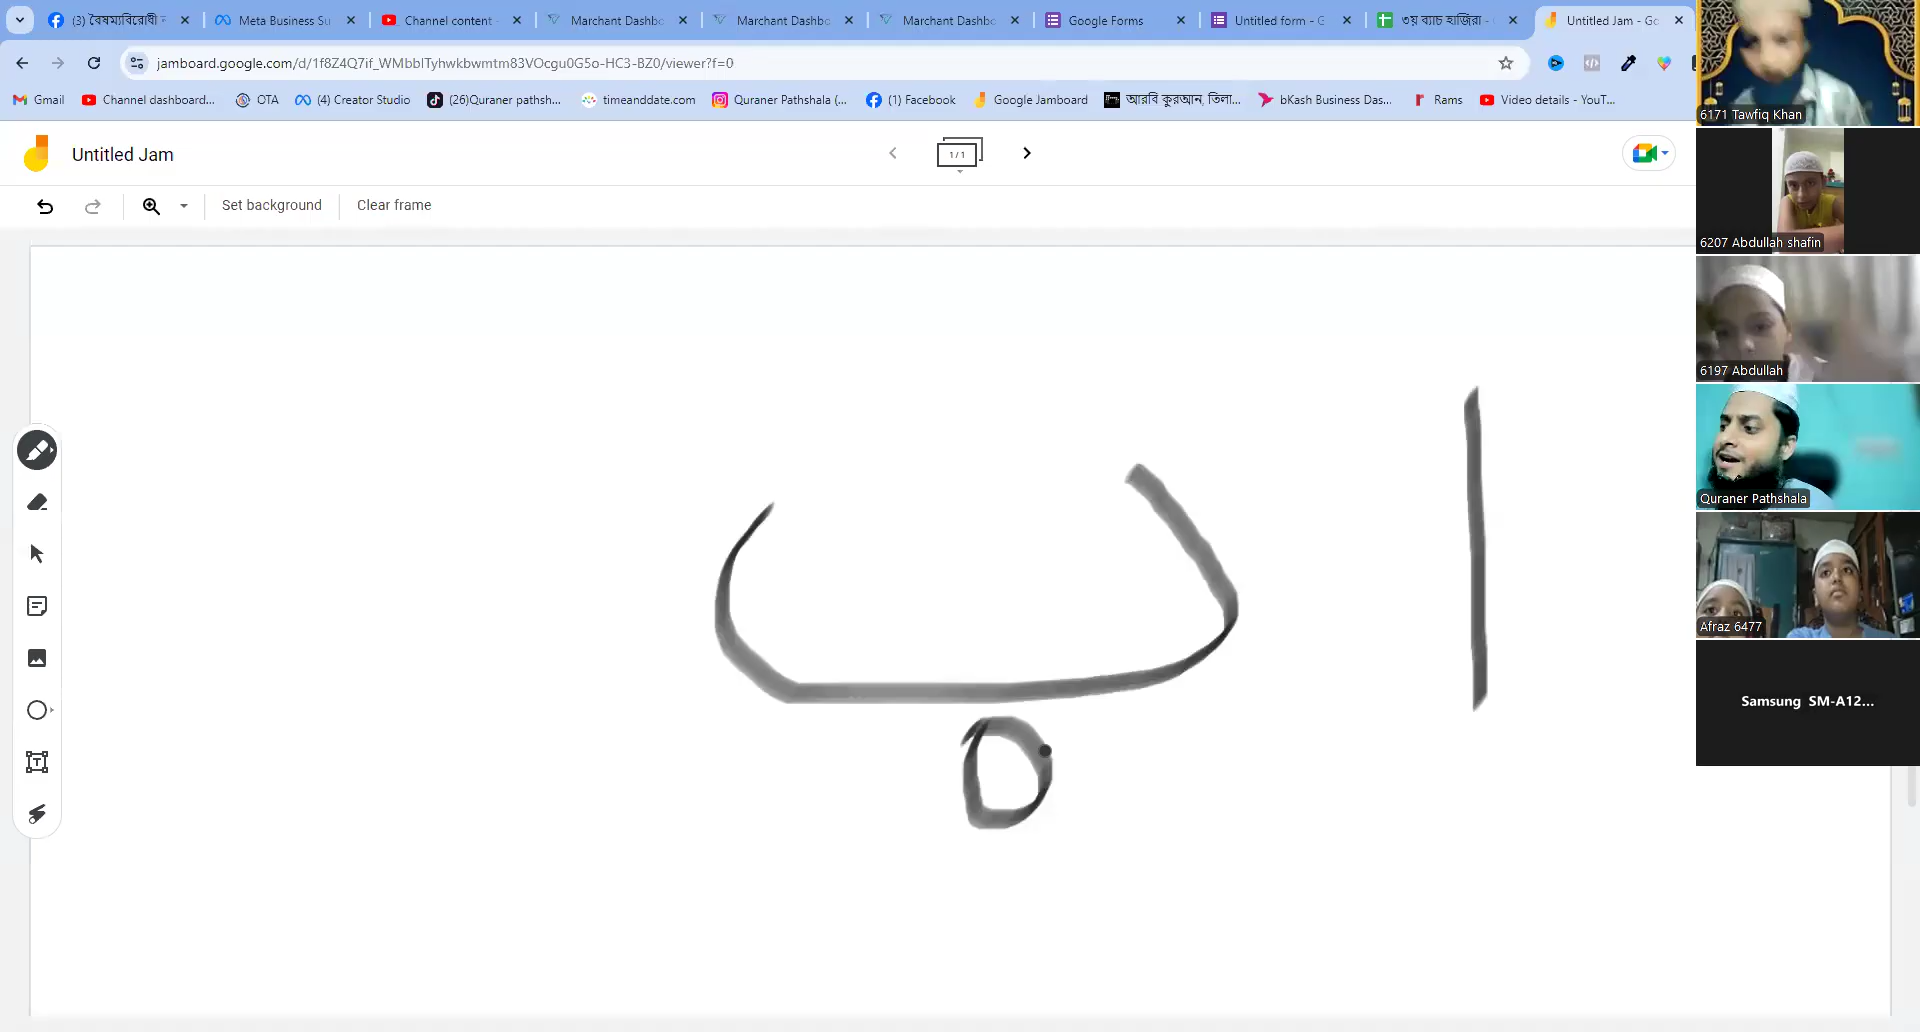 (3) বৈষম্যবিরোধী
Meta Business Su
Channel content -
Marchant Dashbo
Marchant Dashbo
Marchant Dashbo
Google Forms
Untitled form - G
৩য় ব্যাচ হাজিরা -
Untitled Jam - Go
jamboard.google.com/d/1f8Z4Q7if_WMbblTyhwkbwmtm83VOcgu0G5o-HC3-BZ0/viewer?f=0
Gmail
Channel dashboard...
OTA
(4) Creator Studio
(26)Quraner pathsh...
timeanddate.com
Quraner Pathshala (...
(1) Facebook
Google Jamboard
আরবি কুরআন, তিলা...
bKash Business Das...
Rams
Video details - YouT...
Untitled Jam
1/1
Set background
Clear frame
ا ب
6171 Tawfiq Khan
6207 Abdullah shafin
6197 Abdullah
Quraner Pathshala
Afraz 6477
Samsung SM-A12...